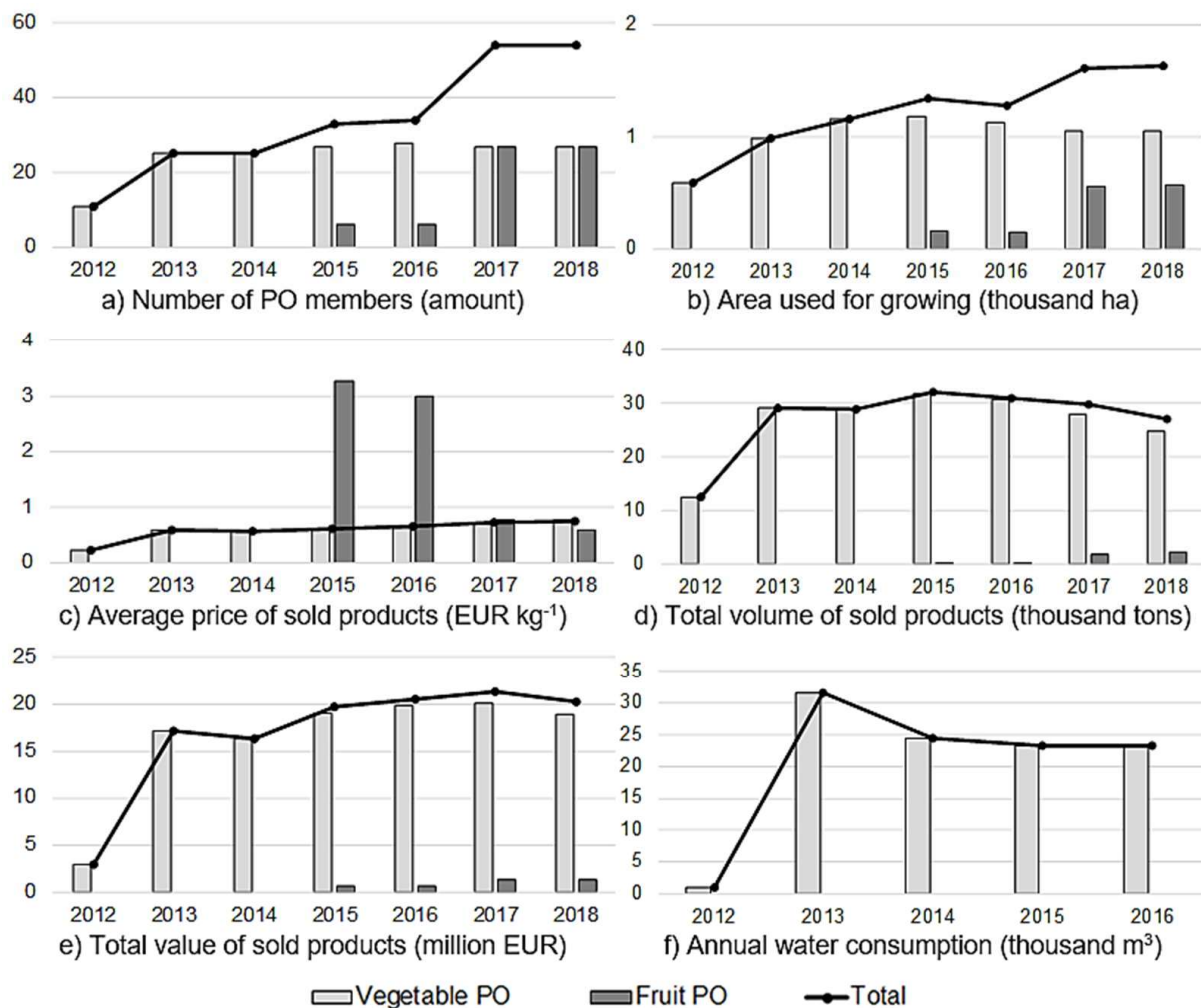 60
40
20
0
2012 2013 2014 2015 2016 2017 2018
a) Number of PO members (amount)
2
1
0
2012 2013 2014 2015 2016 2017 2018
b) Area used for growing (thousand ha)
4
3
2
1
0
2012 2013 2014 2015 2016 2017 2018
c) Average price of sold products (EUR kg⁻¹)
40
30
20
10
0
2012 2013 2014 2015 2016 2017 2018
d) Total volume of sold products (thousand tons)
25
20
15
10
5
0
2012 2013 2014 2015 2016 2017 2018
e) Total value of sold products (million EUR)
35
30
25
20
15
10
5
0
2012 2013 2014 2015 2016
f) Annual water consumption (thousand m³)
Vegetable PO Fruit PO Total